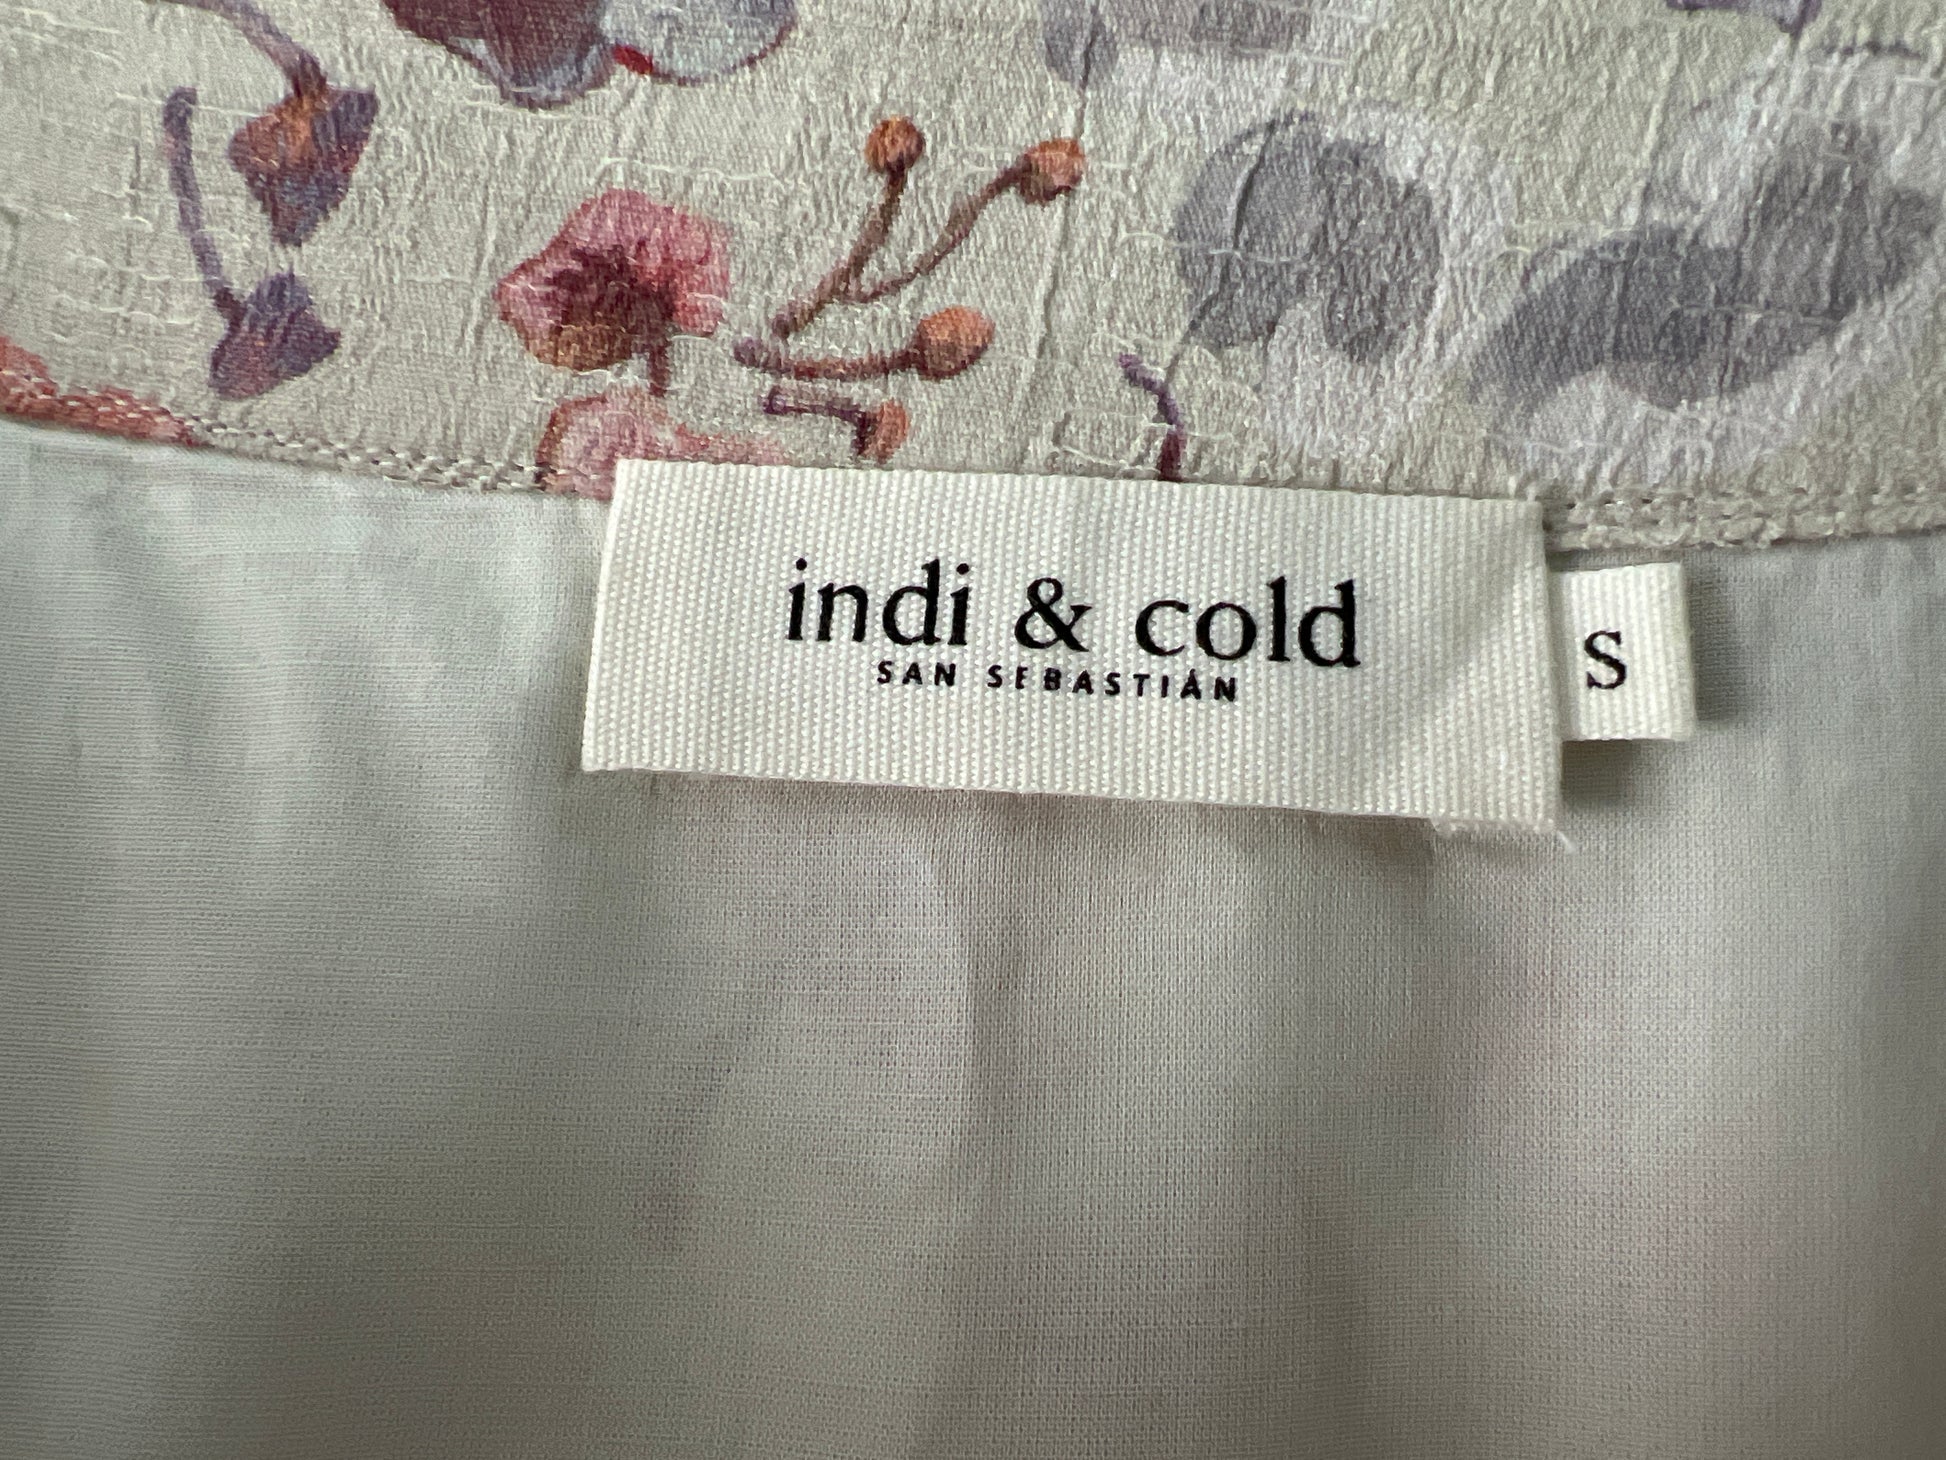 indi & cold
SAN SEBASTIÁN
S